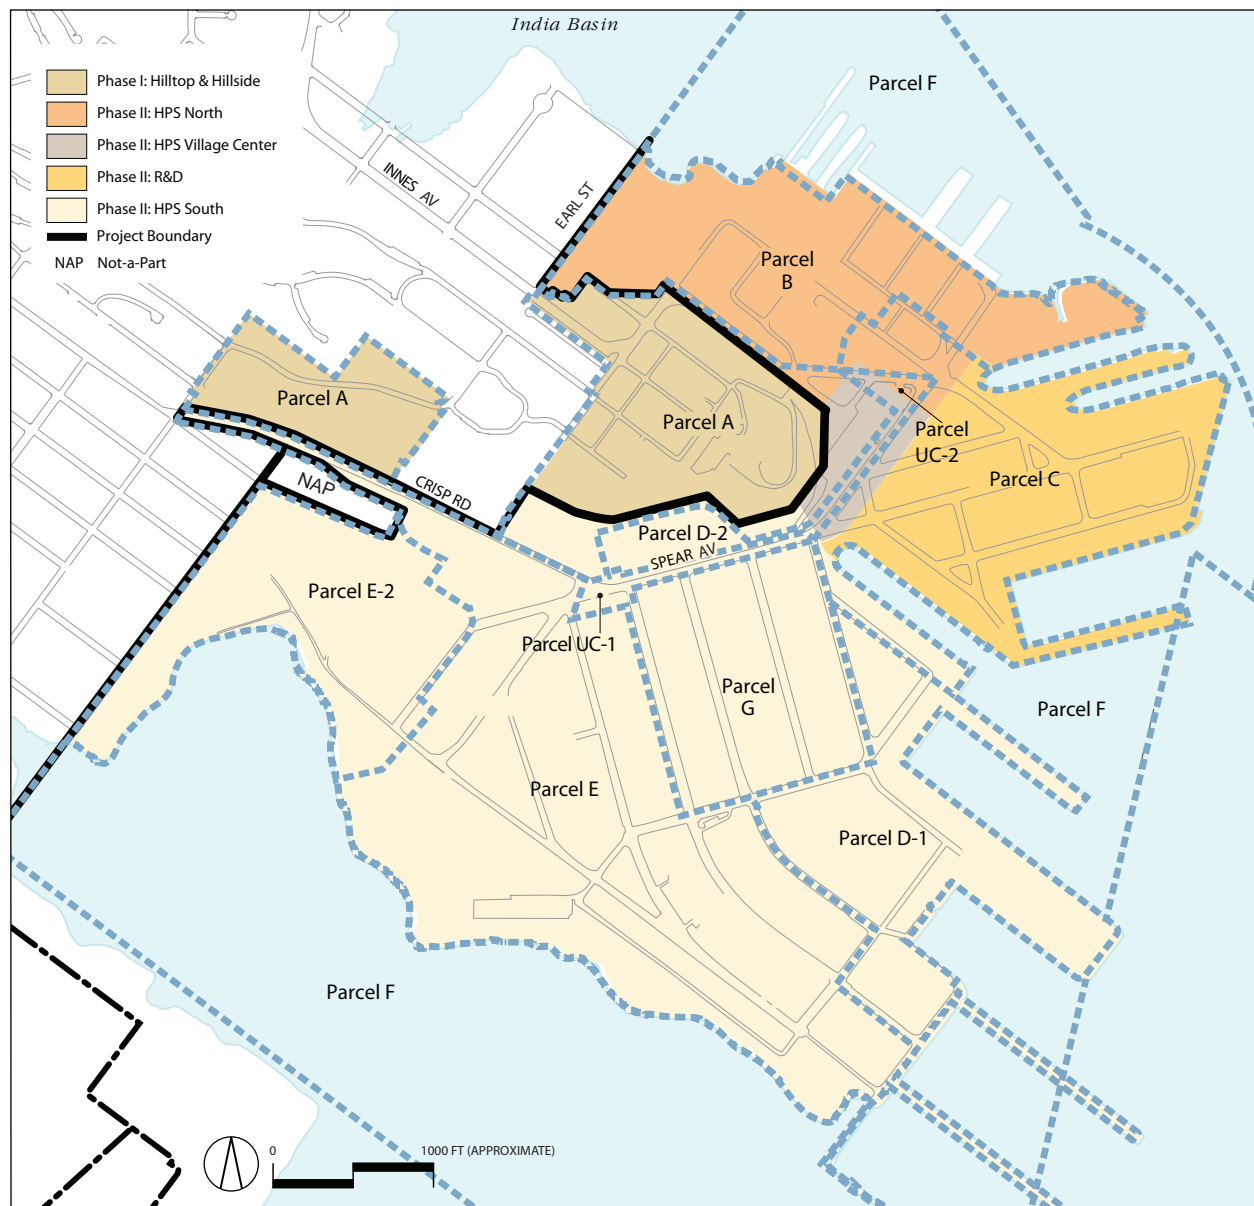 India Basin
Parcel F
Phase I: Hilltop & Hillside
Phase II: HPS North
Phase II: HPS Village Center
Phase II: R&D
Phase II: HPS South
Project Boundary
NAP Not-a-Part
INNES AV
EARL ST
Parcel
B
Parcel A
Parcel A
Parcel
UC-2
Parcel C
NAP
CRISP RD
Parcel D-2
SPEAR AV
Parcel E-2
Parcel UC-1
Parcel
G
Parcel F
Parcel E
Parcel D-1
Parcel F
0
1000 FT (APPROXIMATE)